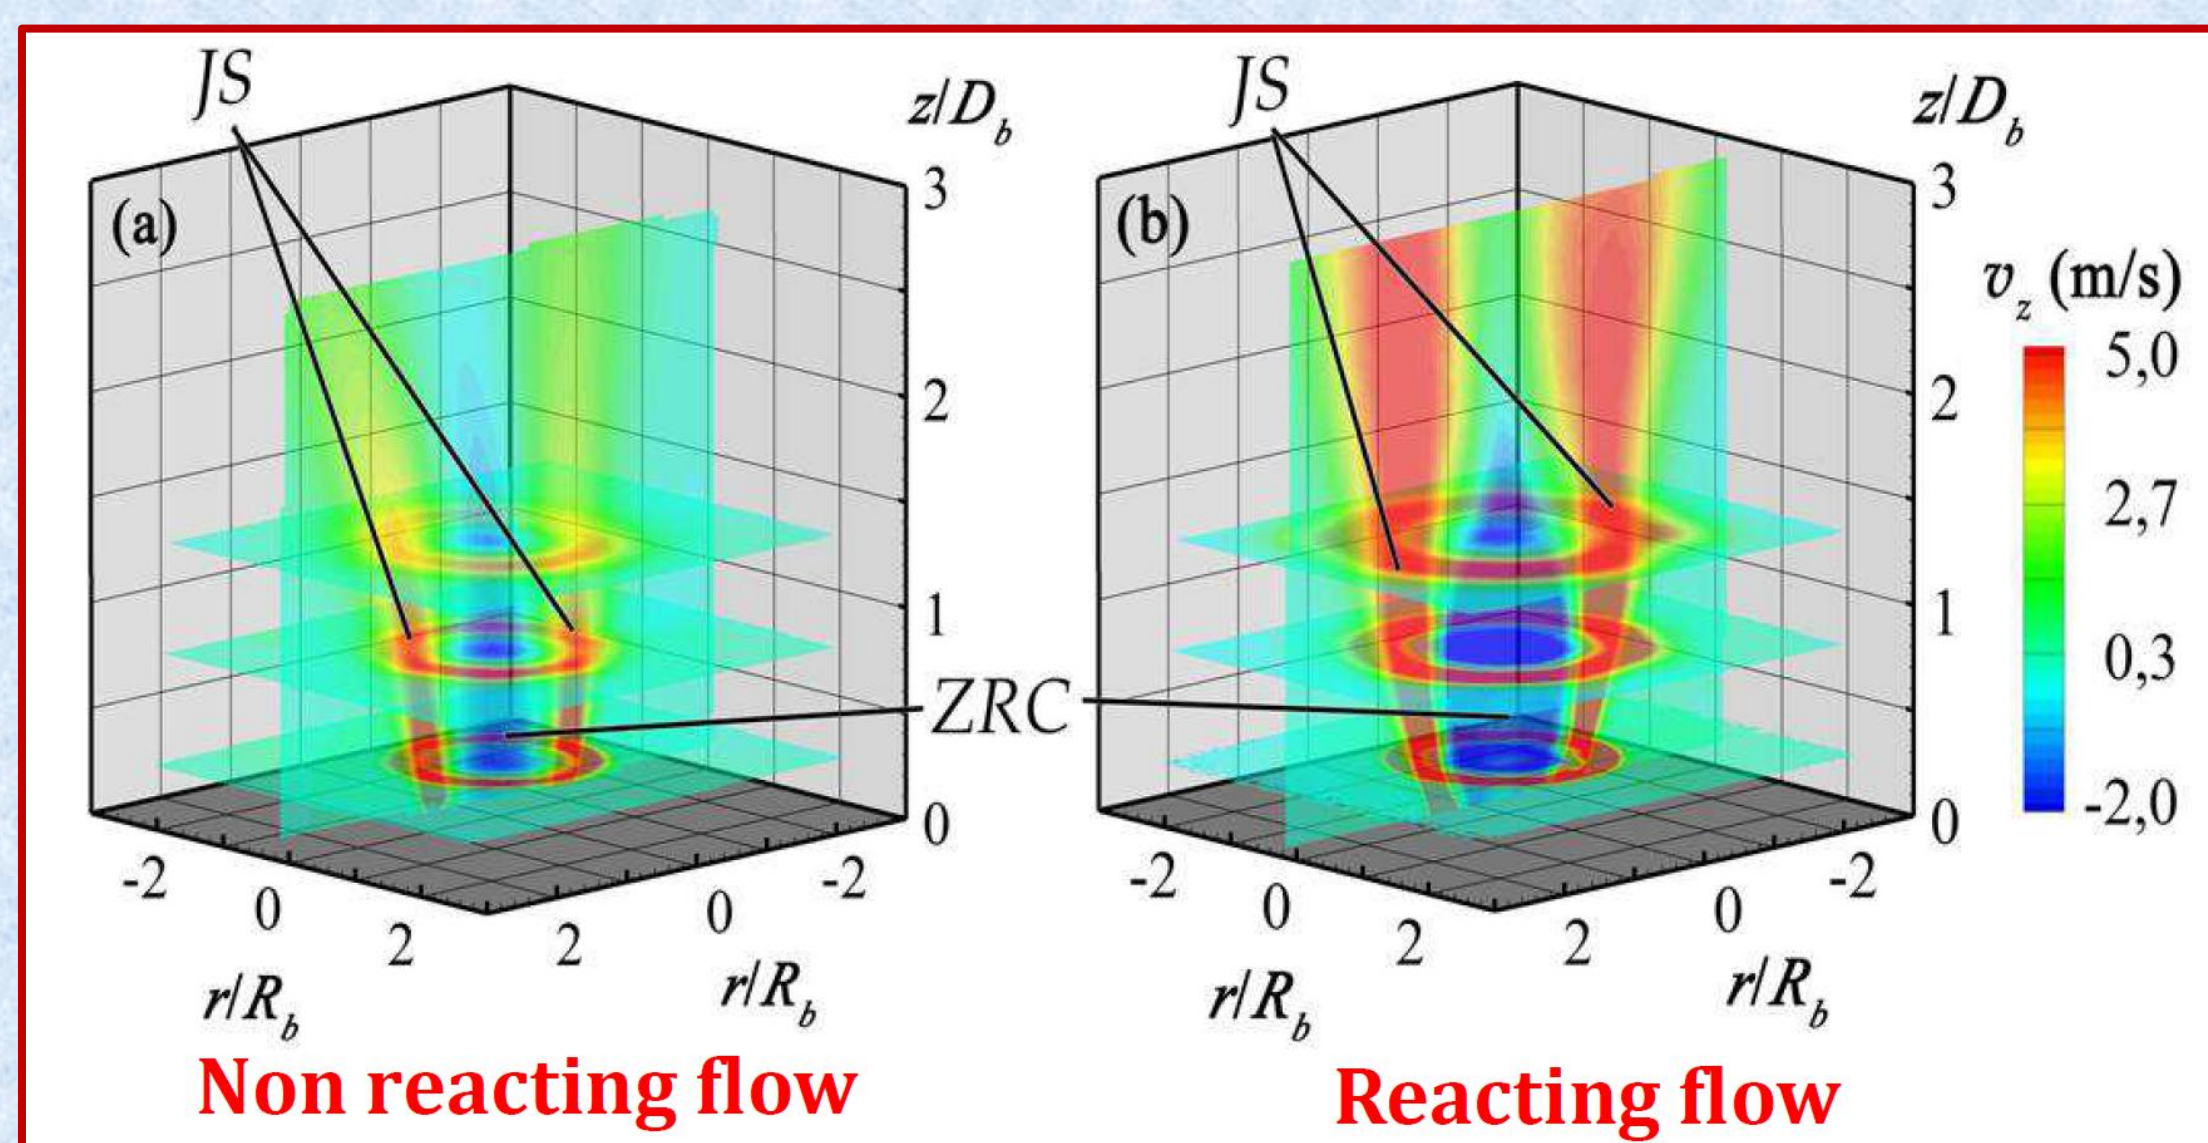 JS
z/D_b
(a)
3
2
1
0
-2
0
2
2
0
-2
r/R_b
r/R_b
Non reacting flow
ZRC
JS
z/D_b
(b)
3
2
1
0
-2
0
2
2
0
-2
r/R_b
r/R_b
Reacting flow
v_z (m/s)
5,0
2,7
0,3
-2,0